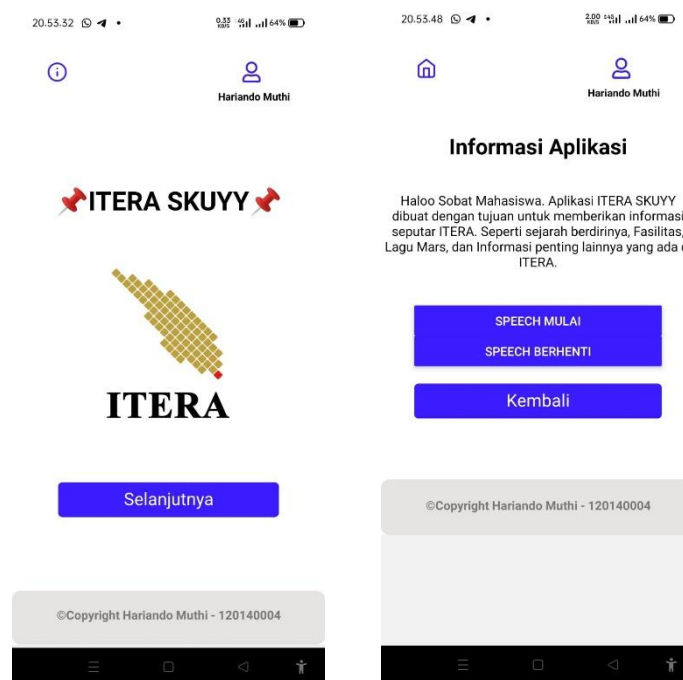 20.53.32
0.33 KB/S
64%
Hariando Muthi
📌ITERA SKUYY📌
ITERA
Selanjutnya
©Copyright Hariando Muthi - 120140004
20.53.48
2.00 KB/S
64%
Hariando Muthi
Informasi Aplikasi
Haloo Sobat Mahasiswa. Aplikasi ITERA SKUYY
dibuat dengan tujuan untuk memberikan informasi
seputar ITERA. Seperti sejarah berdirinya, Fasilitas,
Lagu Mars, dan Informasi penting lainnya yang ada
ITERA.
SPEECH MULAI
SPEECH BERHENTI
Kembali
©Copyright Hariando Muthi - 120140004